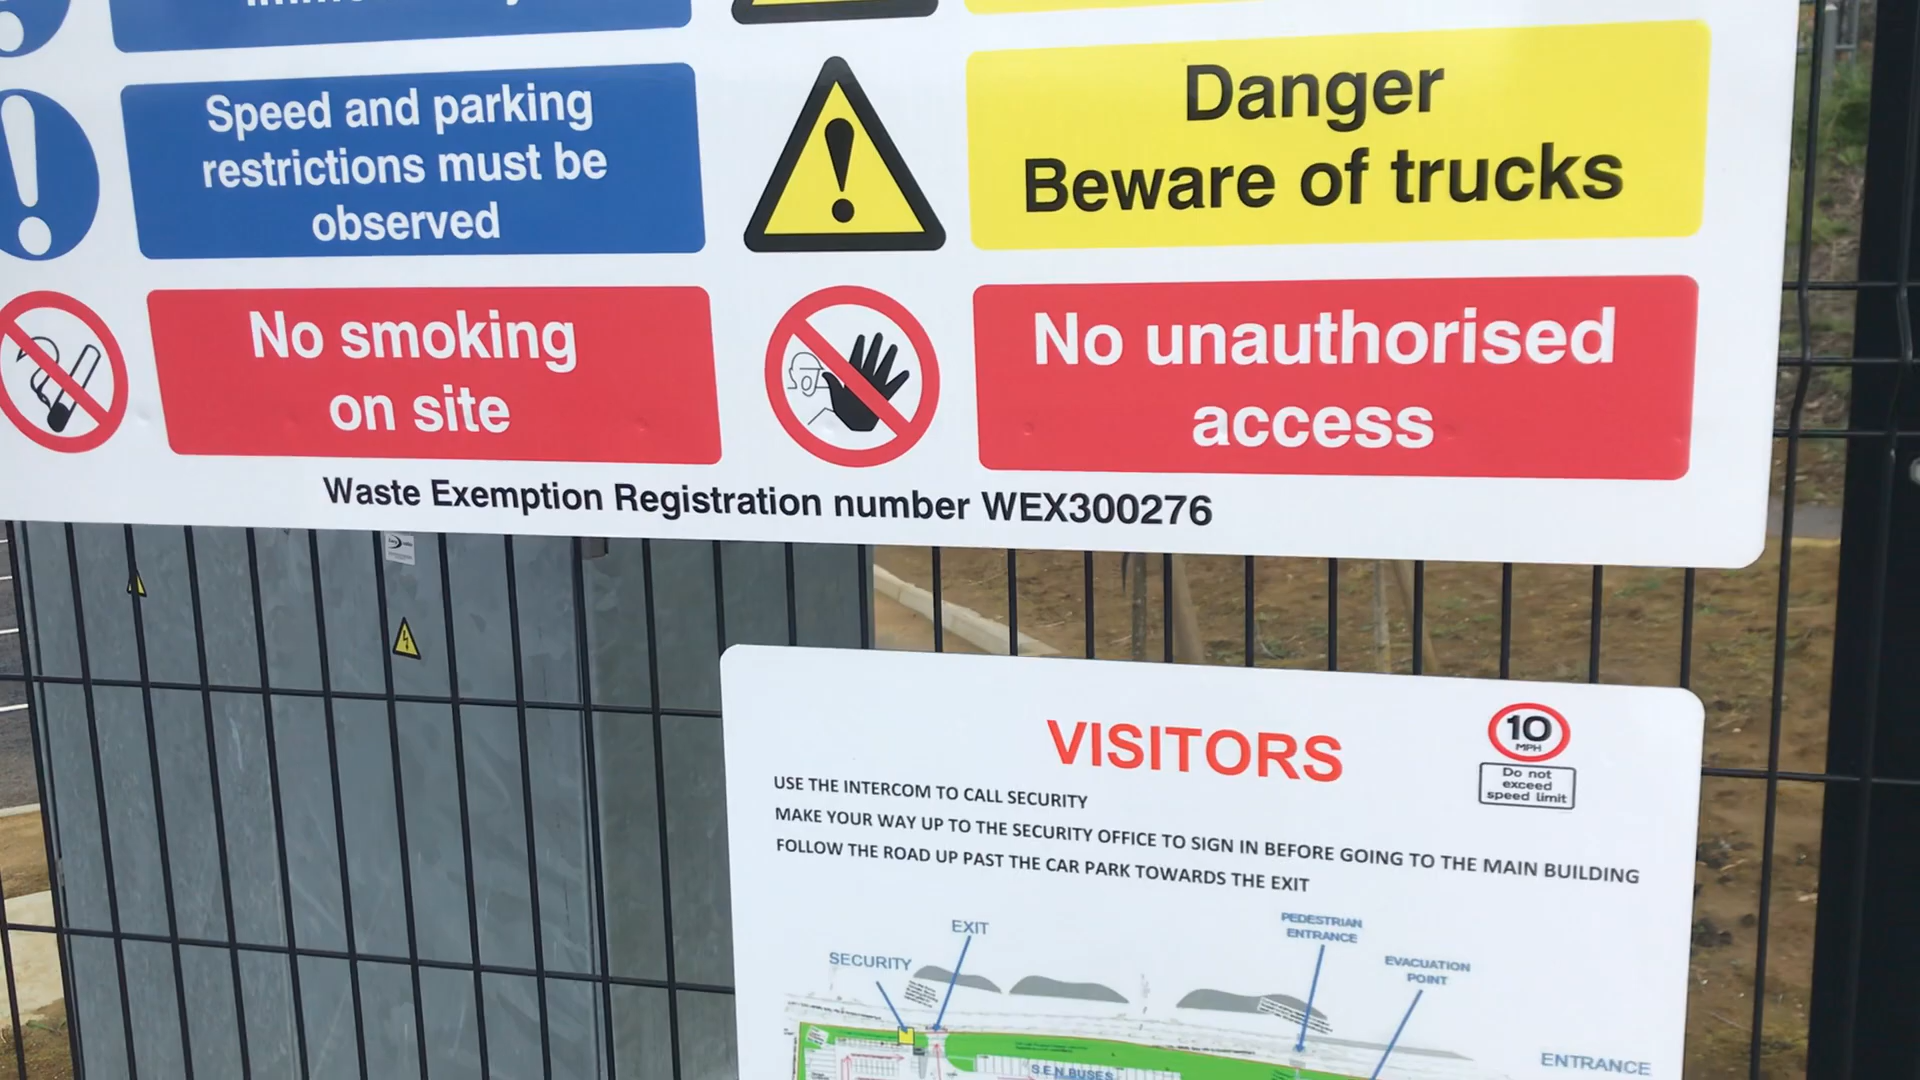 Speed and parking
restrictions must be
observed
Danger
Beware of trucks
No smoking
on site
No unauthorised
access
Waste Exemption Registration number WEX300276
VISITORS
10
MPH
Do not
exceed
speed limit
USE THE INTERCOM TO CALL SECURITY
MAKE YOUR WAY UP TO THE SECURITY OFFICE TO SIGN IN BEFORE GOING TO THE MAIN BUILDING
FOLLOW THE ROAD UP PAST THE CAR PARK TOWARDS THE EXIT
EXIT
SECURITY
PEDESTRIAN
ENTRANCE
EVACUATION
POINT
ENTRANCE
S.E.N BUSES